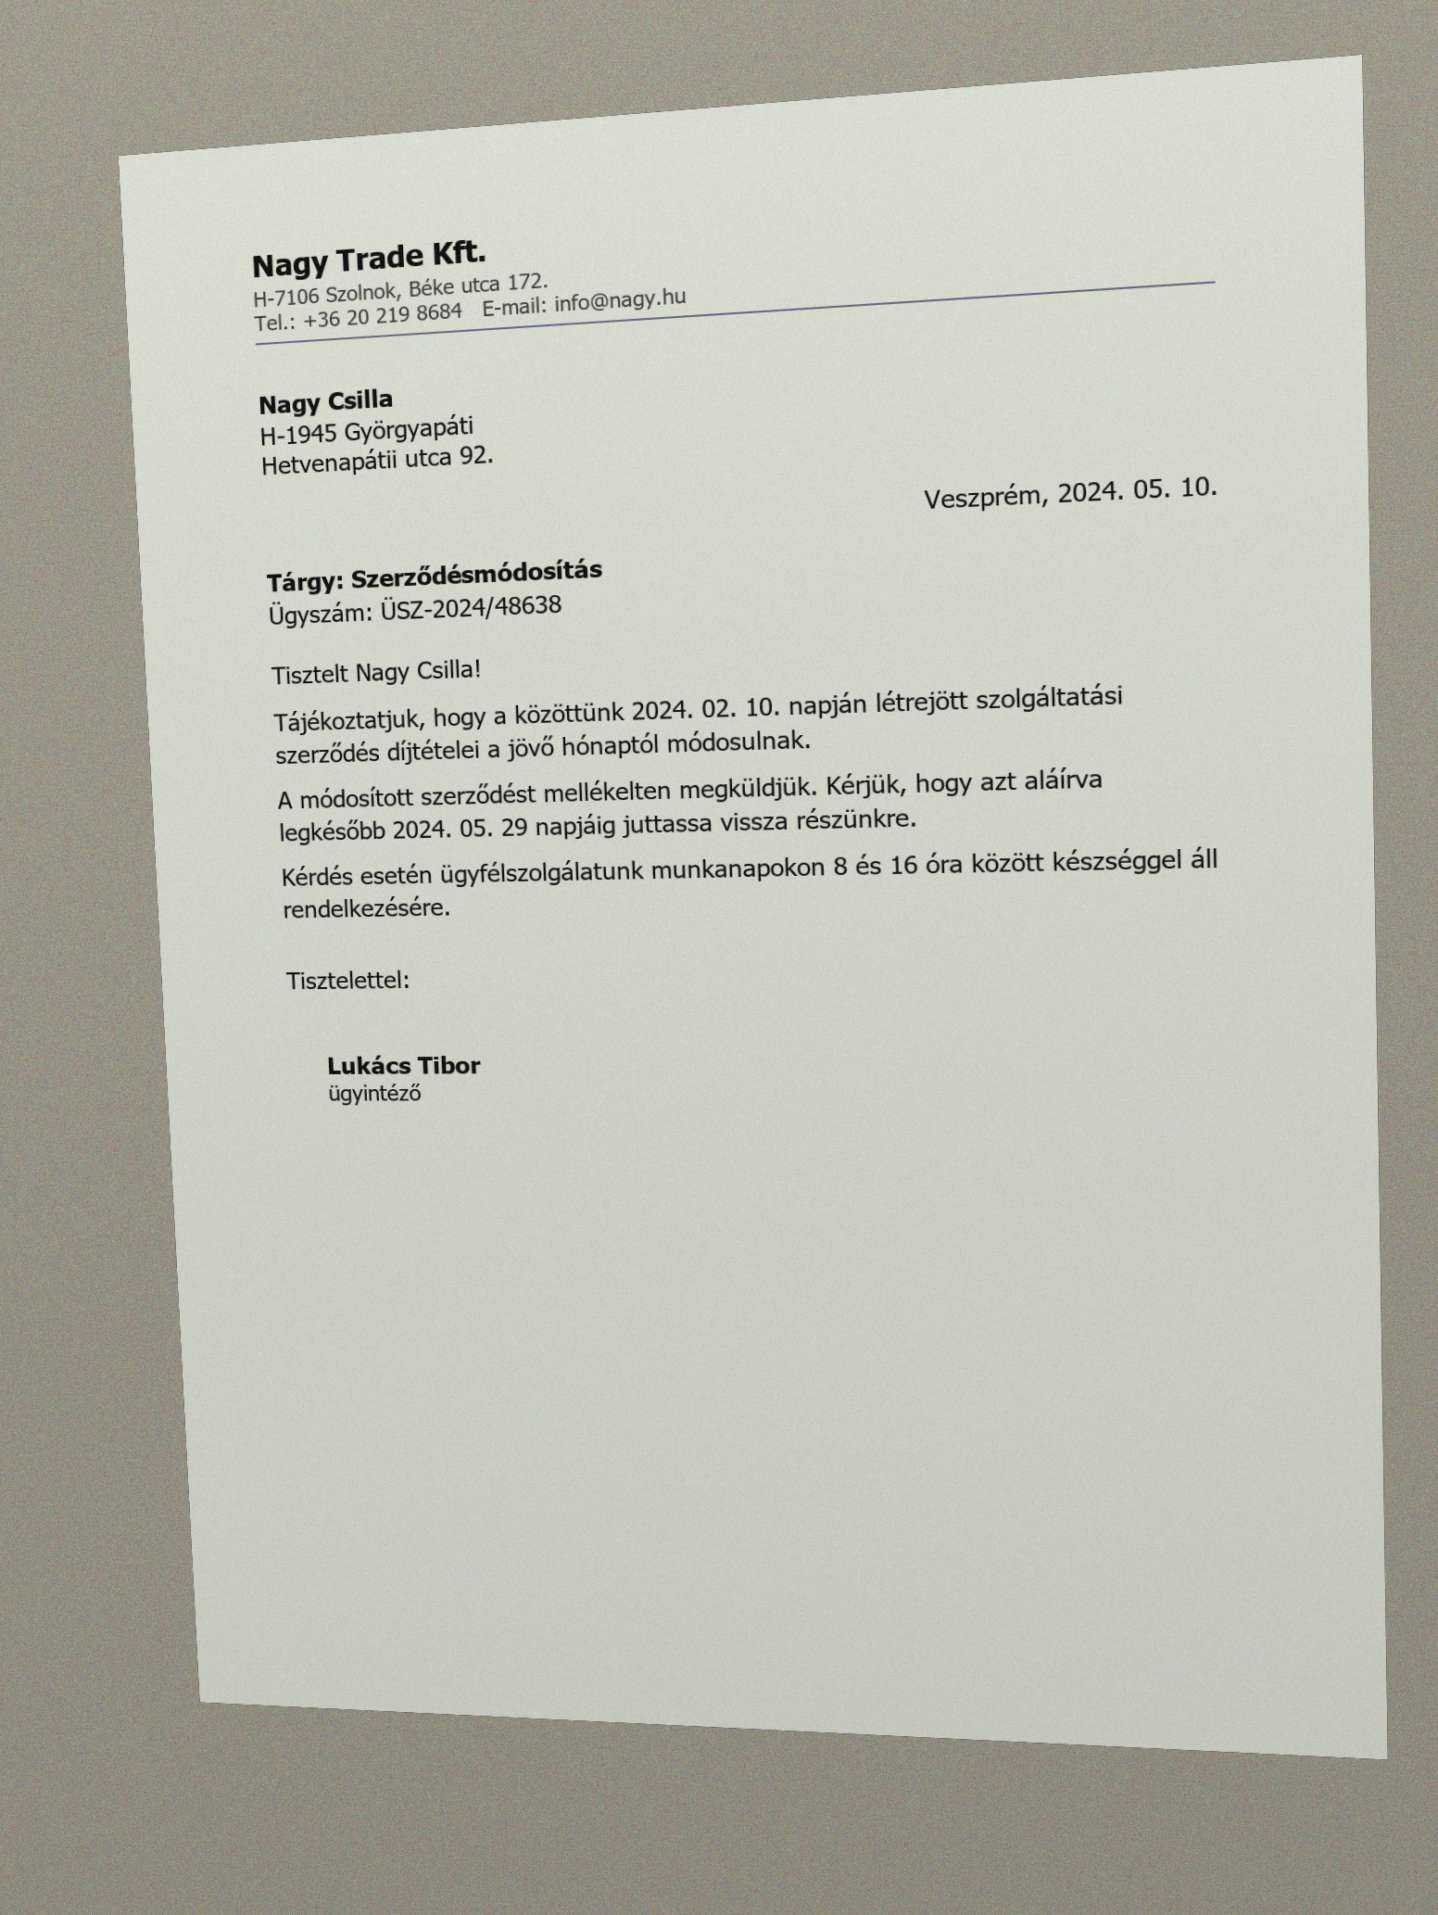 Nagy Trade Kft.
H-7106 Szolnok, Béke utca 172.
Tel.: +36 20 219 8684 E-mail: info@nagy.hu
Nagy Csilla
H-1945 Györgyapáti
Hetvenapátii utca 92.
Veszprém, 2024. 05. 10.
Tárgy: Szerződésmódosítás
Ügyszám: ÜSZ-2024/48638
Tisztelt Nagy Csilla!
Tájékoztatjuk, hogy a közöttünk 2024. 02. 10. napján létrejött szolgáltatási
szerződés díjtételei a jövő hónaptól módosulnak.
A módosított szerződést mellékelten megküldjük. Kérjük, hogy azt aláírva
legkésőbb 2024. 05. 29 napjáig juttassa vissza részünkre.
Kérdés esetén ügyfélszolgálatunk munkanapokon 8 és 16 óra között készséggel áll
rendelkezésére.
Tisztelettel:
Lukács Tibor
ügyintéző